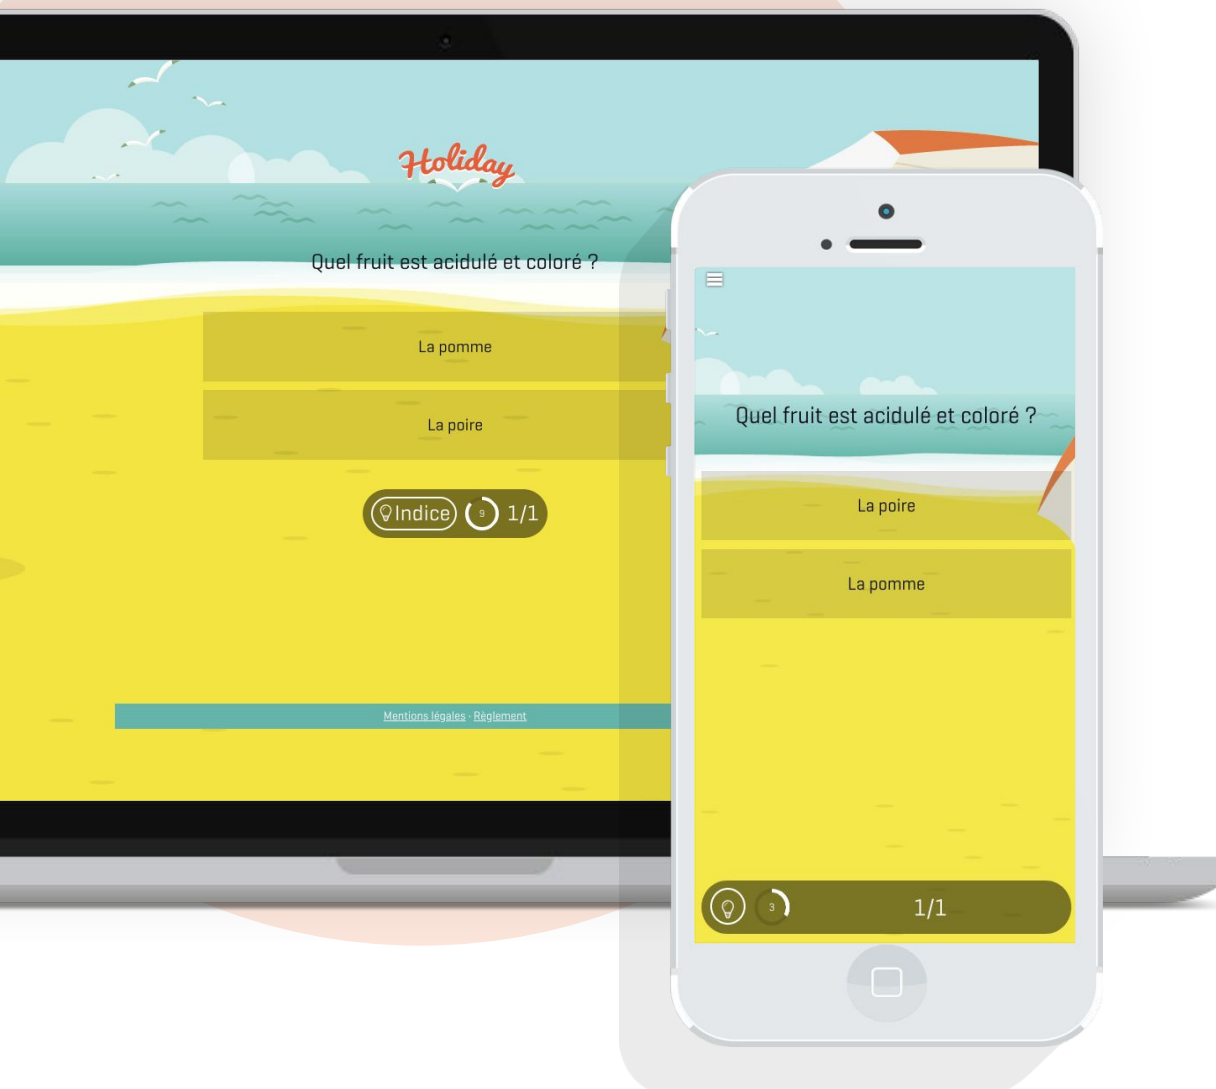 Holiday
Quel fruit est acidulé et coloré ?
La pomme
La poire
Indice 9 1/1
Mentions légales · Règlement
Quel fruit est acidulé et coloré ?
La poire
La pomme
3 1/1